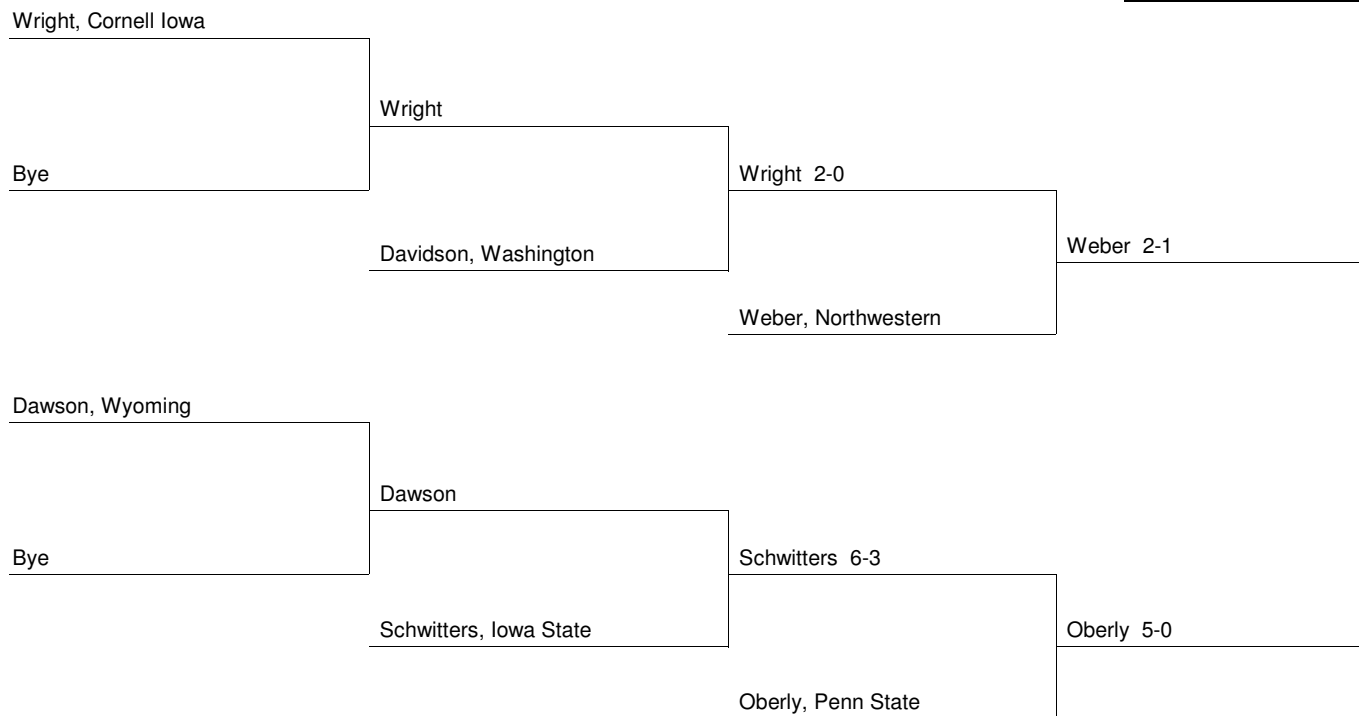 Wright, Cornell Iowa
Wright
Bye
Wright 2-0
Davidson, Washington
Weber 2-1
Weber, Northwestern
Dawson, Wyoming
Dawson
Bye
Schwitters 6-3
Schwitters, Iowa State
Oberly 5-0
Oberly, Penn State